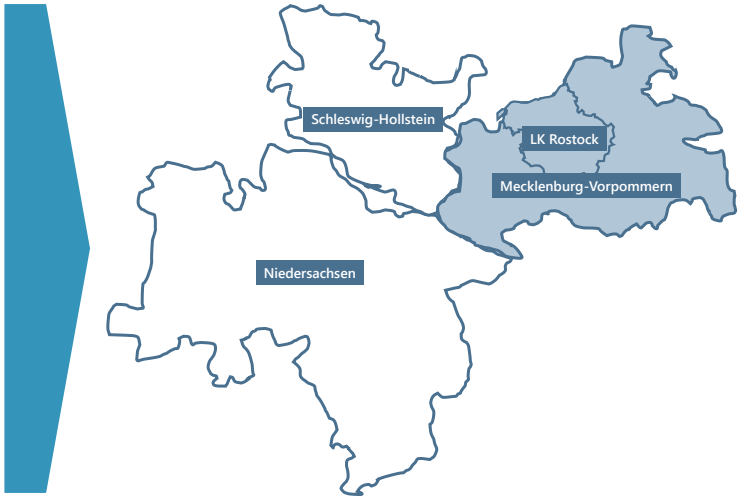 Schleswig-Hollstein
LK Rostock
Mecklenburg-Vorpommern
Niedersachsen